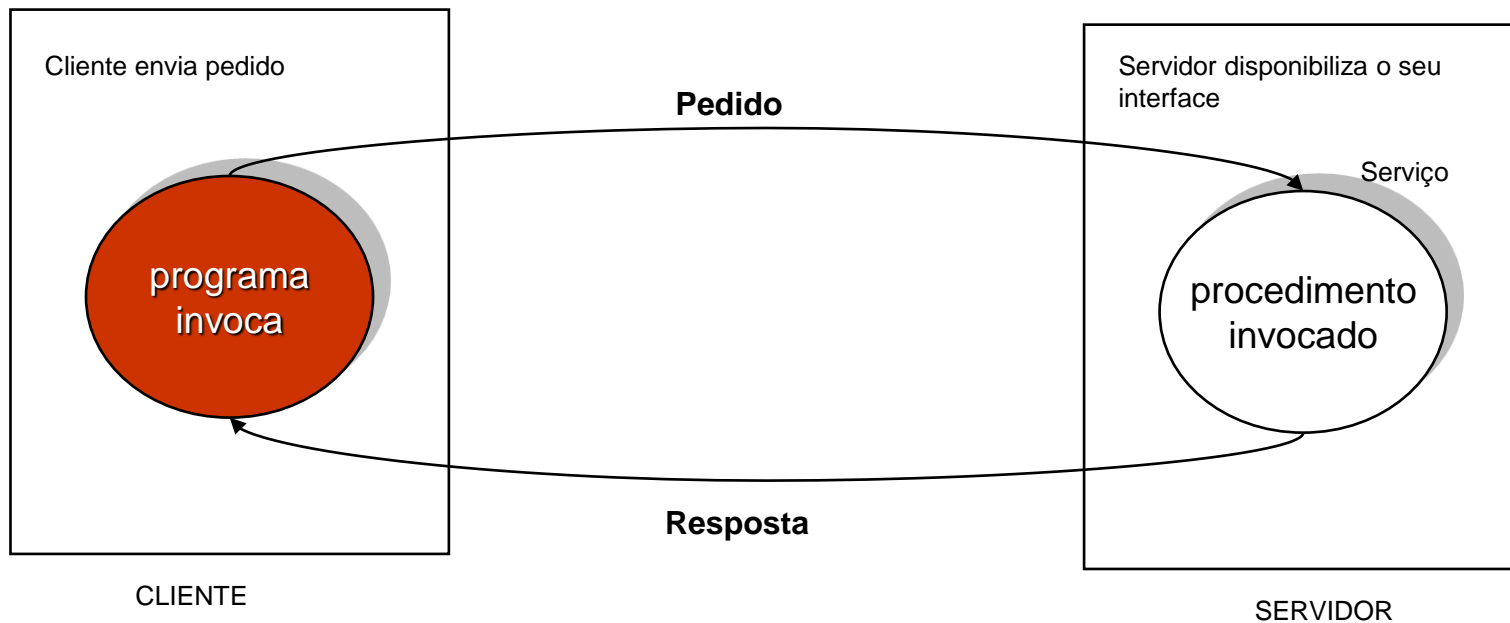 Cliente envia pedido
Servidor disponibiliza o seu
interface
Pedido
Serviço
programa
invoca
procedimento
invocado
Resposta
CLIENTE
SERVIDOR